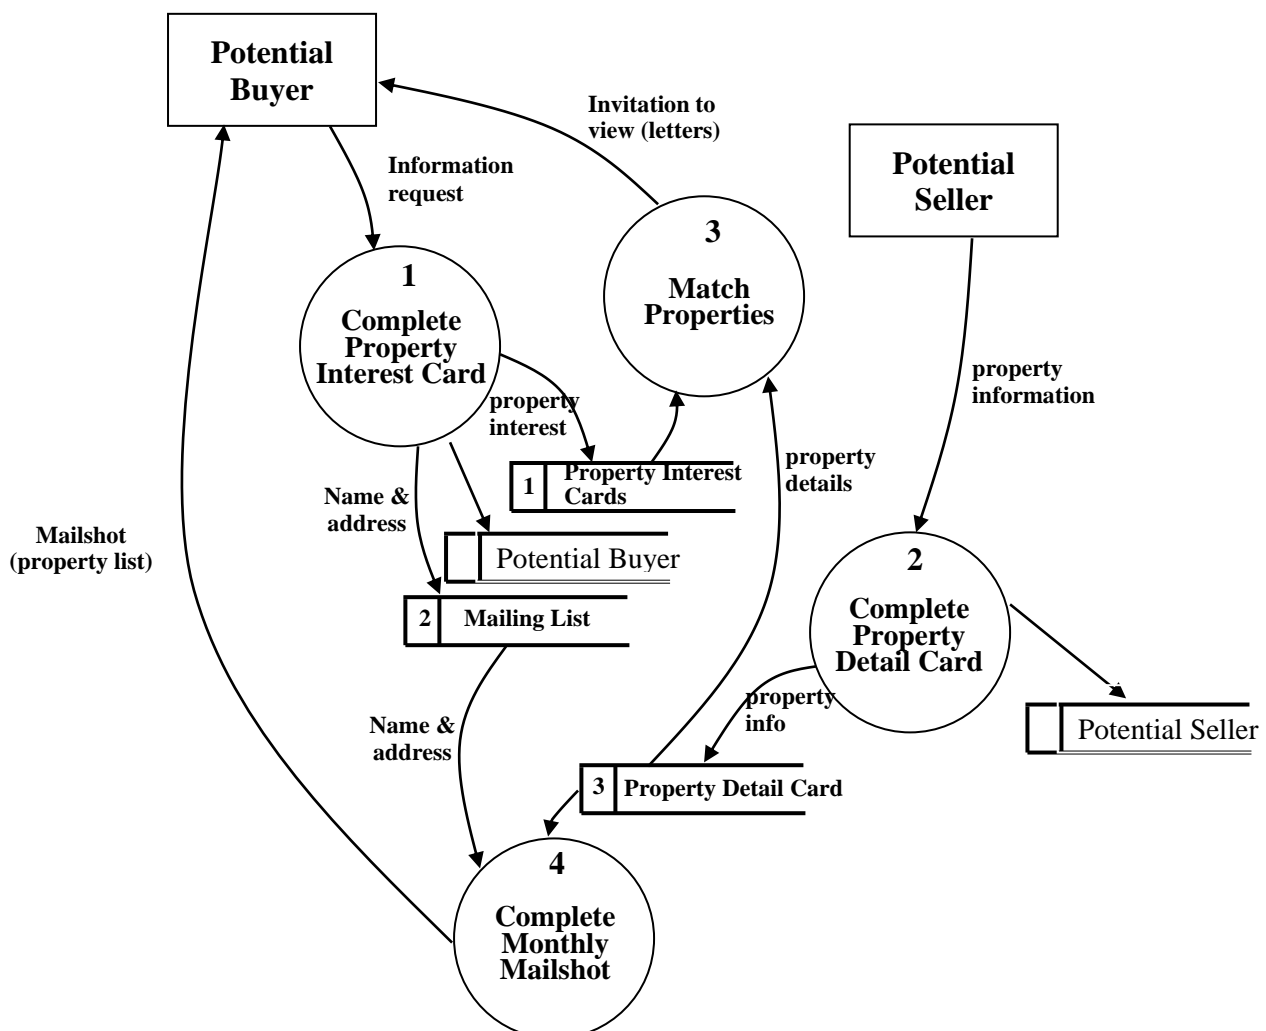 Potential
Buyer
Invitation to
view (letters)
Potential
Seller
Information
request
3
Match
Properties
1
Complete
Property
Interest Card
property
information
property
interest
property
details
1
Property Interest
Cards
Name &
address
Mailshot
(property list)
Potential Buyer
2
Mailing List
2
Complete
Property
Detail Card
property
info
Potential Seller
Name &
address
3
Property Detail Card
4
Complete
Monthly
Mailshot